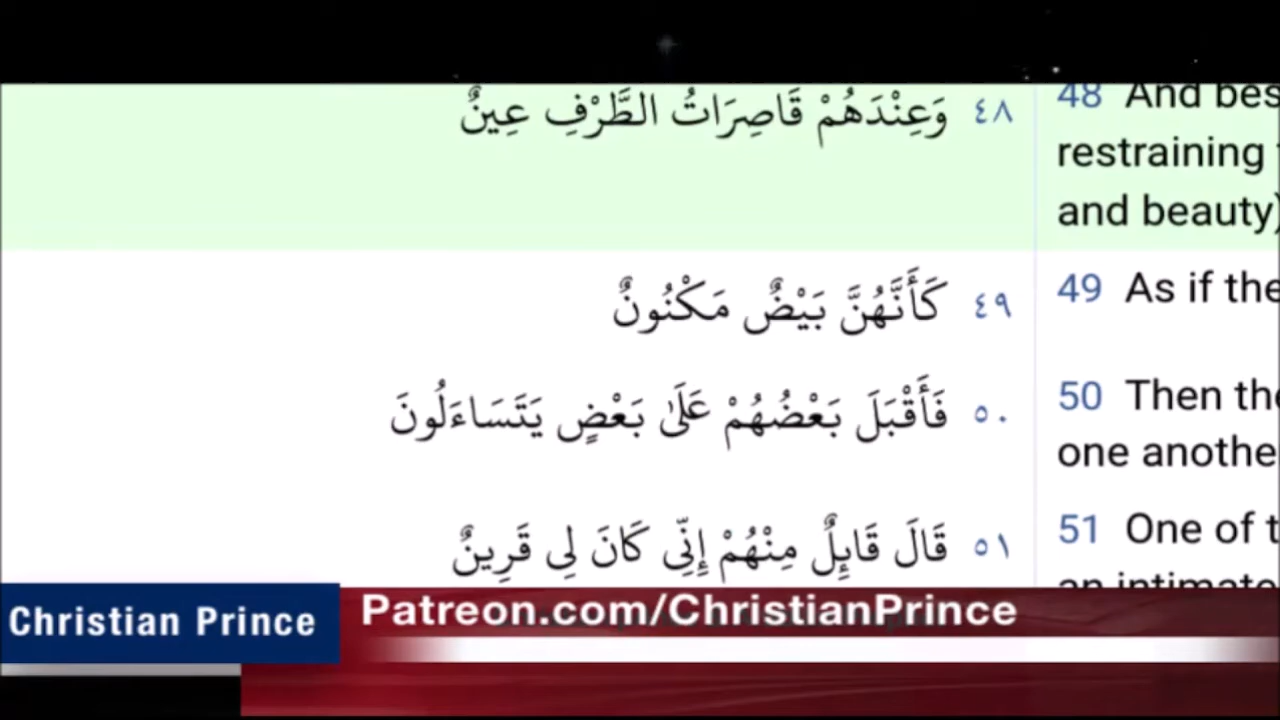 وَعِنْدَهُمْ قَاصِرَاتُ الطَّرْفِ عِينٌ ٤٨
48 And bes
restraining
and beauty)
كَأَنَّهُنَّ بَيْضٌ مَكْنُونٌ ٤٩
49 As if the
فَأَقْبَلَ بَعْضُهُمْ عَلَىٰ بَعْضٍ يَتَسَاءَلُونَ ٥٠
50 Then the
one anothe
قَالَ قَائِلٌ مِنْهُمْ إِنِّي كَانَ لِي قَرِينٌ ٥١
51 One of t
an intimate
Christian Prince
Patreon.com/ChristianPrince